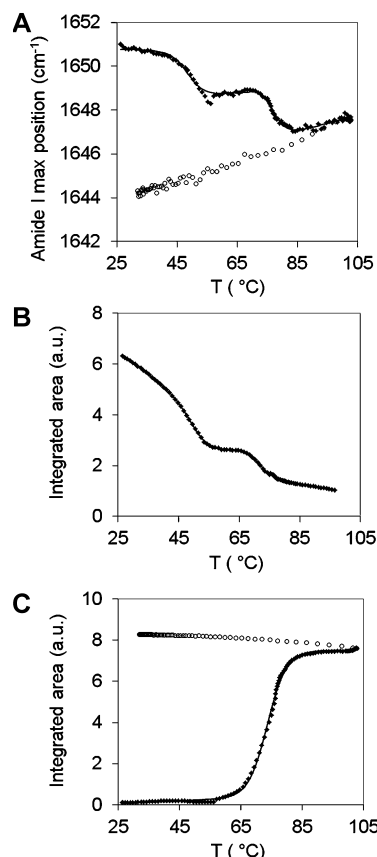 A
Amide I max position (cm⁻¹)
1652
1650
1648
1646
1644
1642
25 45 65 85 105
T ( °C)
B
Integrated area (a.u.)
8
6
4
2
0
25 45 65 85 105
T ( °C)
C
Integrated area (a.u.)
10
8
6
4
2
0
25 45 65 85 105
T ( °C)